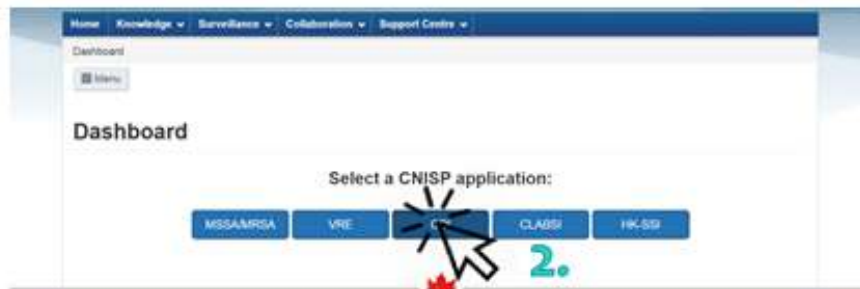 Home Knowledge Surveillance Collaboration Support Centre
Dashboard
Menu
Dashboard
Select a CNISP application:
MSSA/MRSA VRE CLABSI HK-SSI
2.